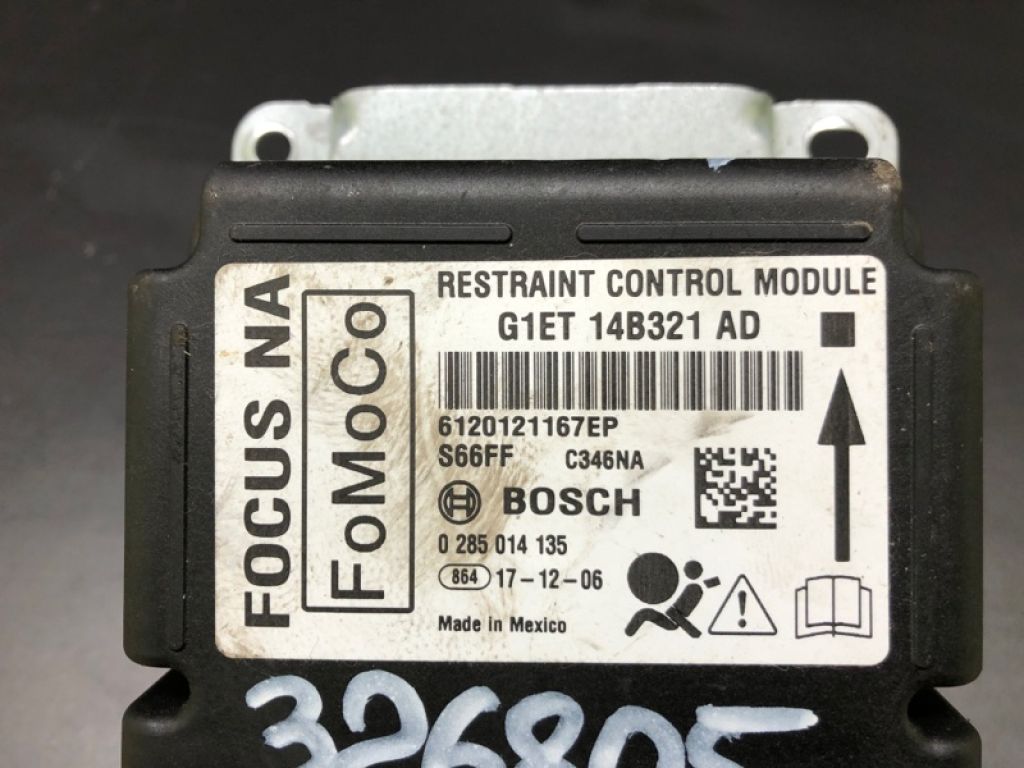 FOCUS NA
FoMoCo
RESTRAINT CONTROL MODULE
G1ET 14B321 AD
6120121167EP
S66FF C346NA
BOSCH
0 285 014 135
864 17-12-06
Made in Mexico
326805